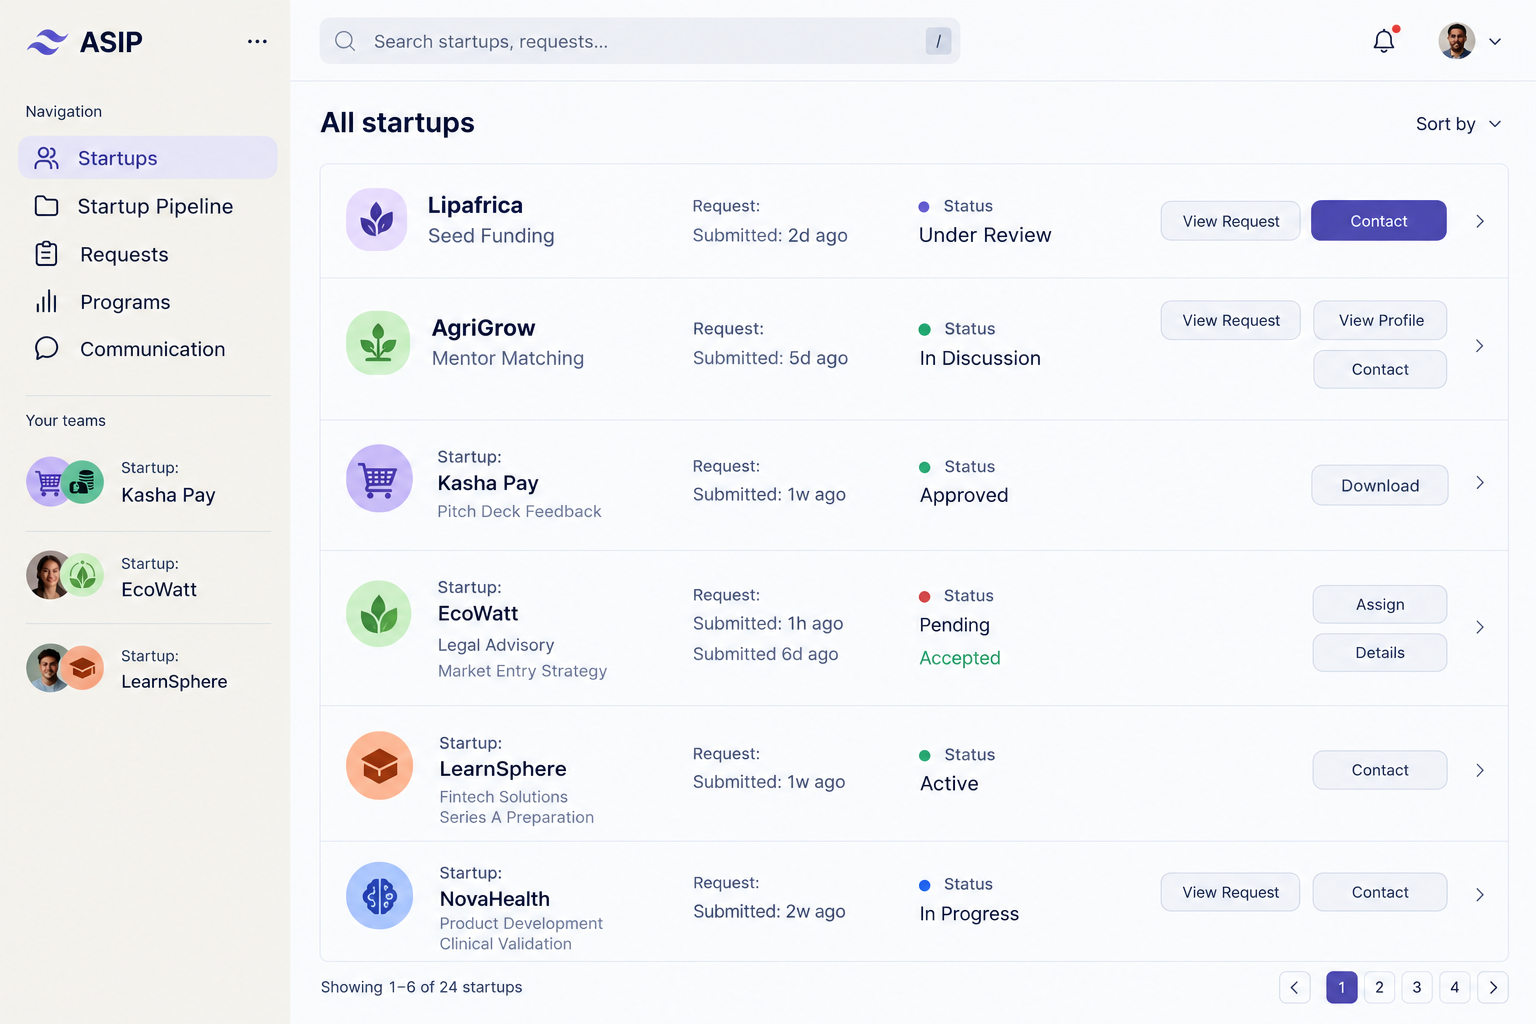 ASIP
Search startups, requests...
/
Navigation
Startups
Startup Pipeline
Requests
Programs
Communication
Your teams
Startup:
Kasha Pay
Startup:
EcoWatt
Startup:
LearnSphere
All startups
Sort by
Lipafrica
Seed Funding
Request:
Submitted: 2d ago
Status
Under Review
View Request
Contact
AgriGrow
Mentor Matching
Request:
Submitted: 5d ago
Status
In Discussion
View Request
View Profile
Contact
Startup:
Kasha Pay
Pitch Deck Feedback
Request:
Submitted: 1w ago
Status
Approved
Download
Startup:
EcoWatt
Legal Advisory
Market Entry Strategy
Request:
Submitted: 1h ago
Submitted 6d ago
Status
Pending
Accepted
Assign
Details
Startup:
LearnSphere
Fintech Solutions
Series A Preparation
Request:
Submitted: 1w ago
Status
Active
Contact
Startup:
NovaHealth
Product Development
Clinical Validation
Request:
Submitted: 2w ago
Status
In Progress
View Request
Contact
Showing 1–6 of 24 startups
1
2
3
4